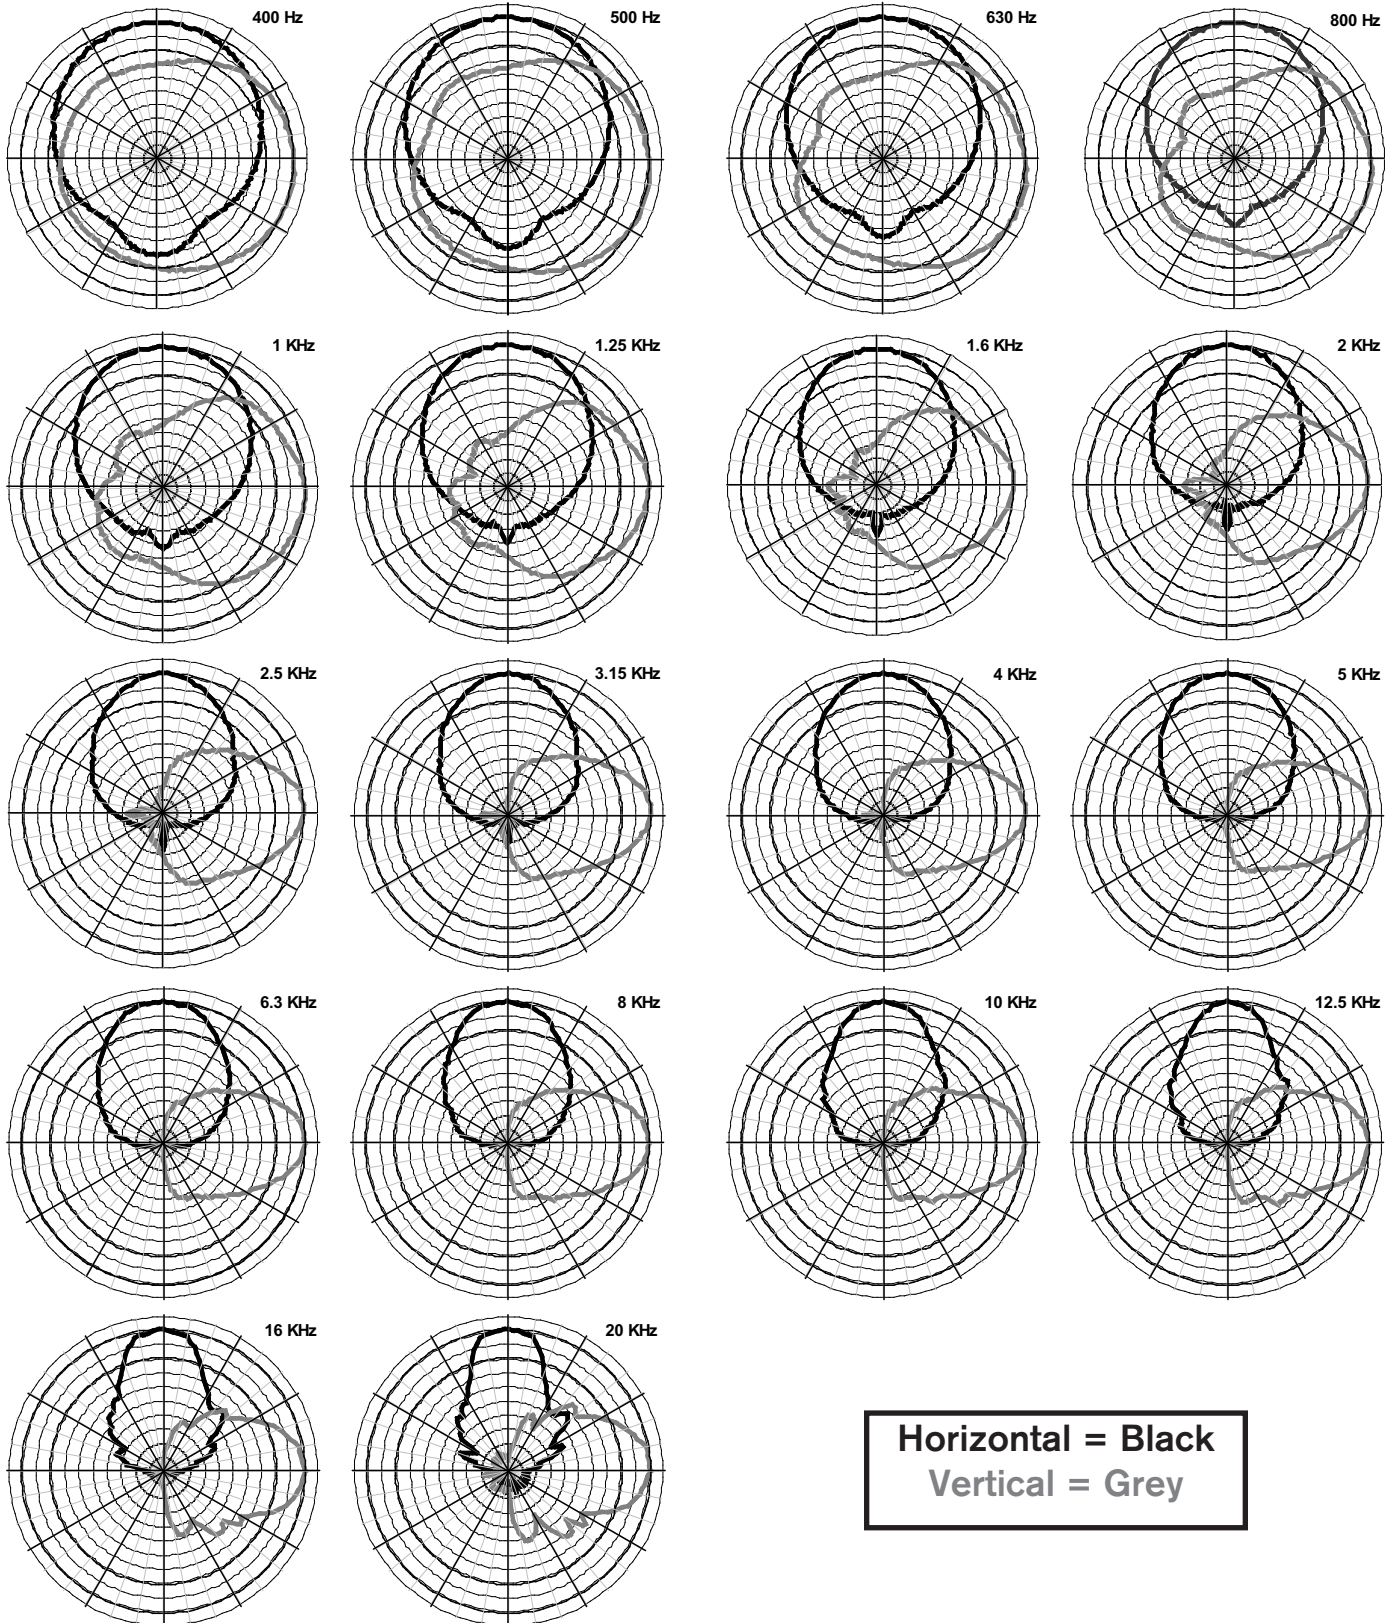 400 Hz
500 Hz
630 Hz
800 Hz
1 KHz
1.25 KHz
1.6 KHz
2 KHz
2.5 KHz
3.15 KHz
4 KHz
5 KHz
6.3 KHz
8 KHz
10 KHz
12.5 KHz
16 KHz
20 KHz
Horizontal = Black
Vertical = Grey